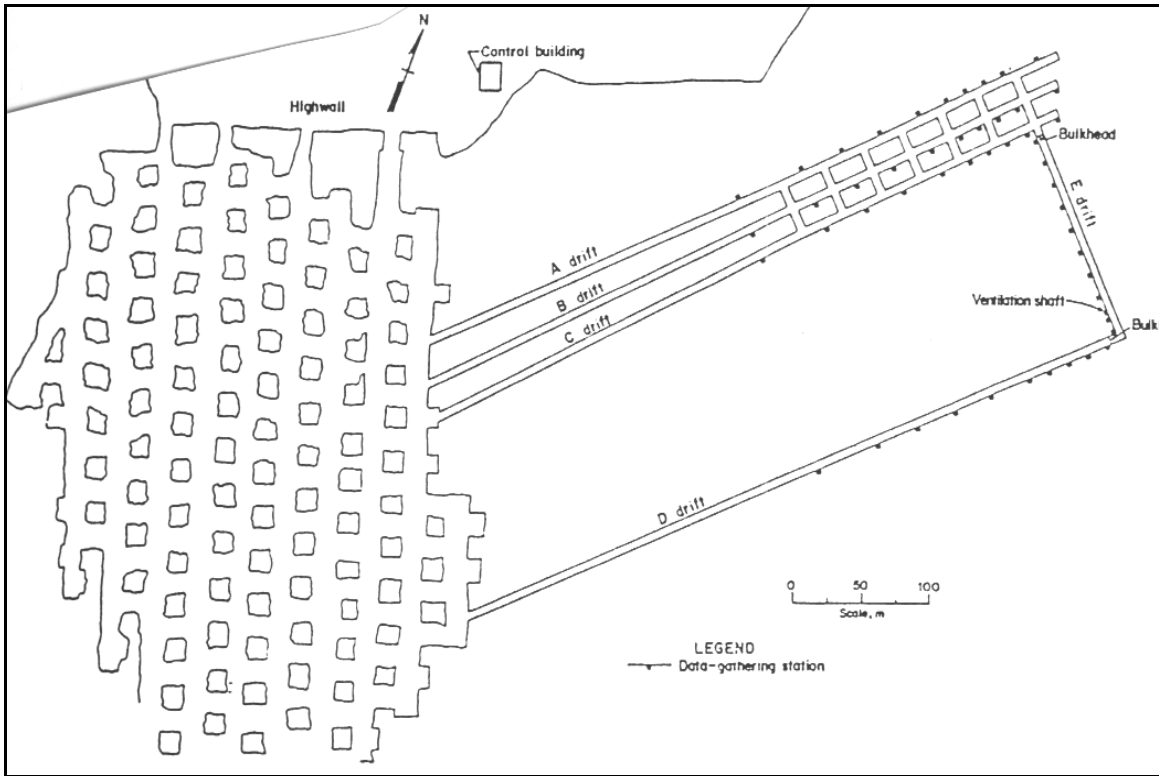 N
Control building
Highwall
Bulkhead
A drift
E drift
B drift
Ventilation shaft
C drift
Bulk
D drift
0 50 100
Scale, m
LEGEND
Data-gathering station